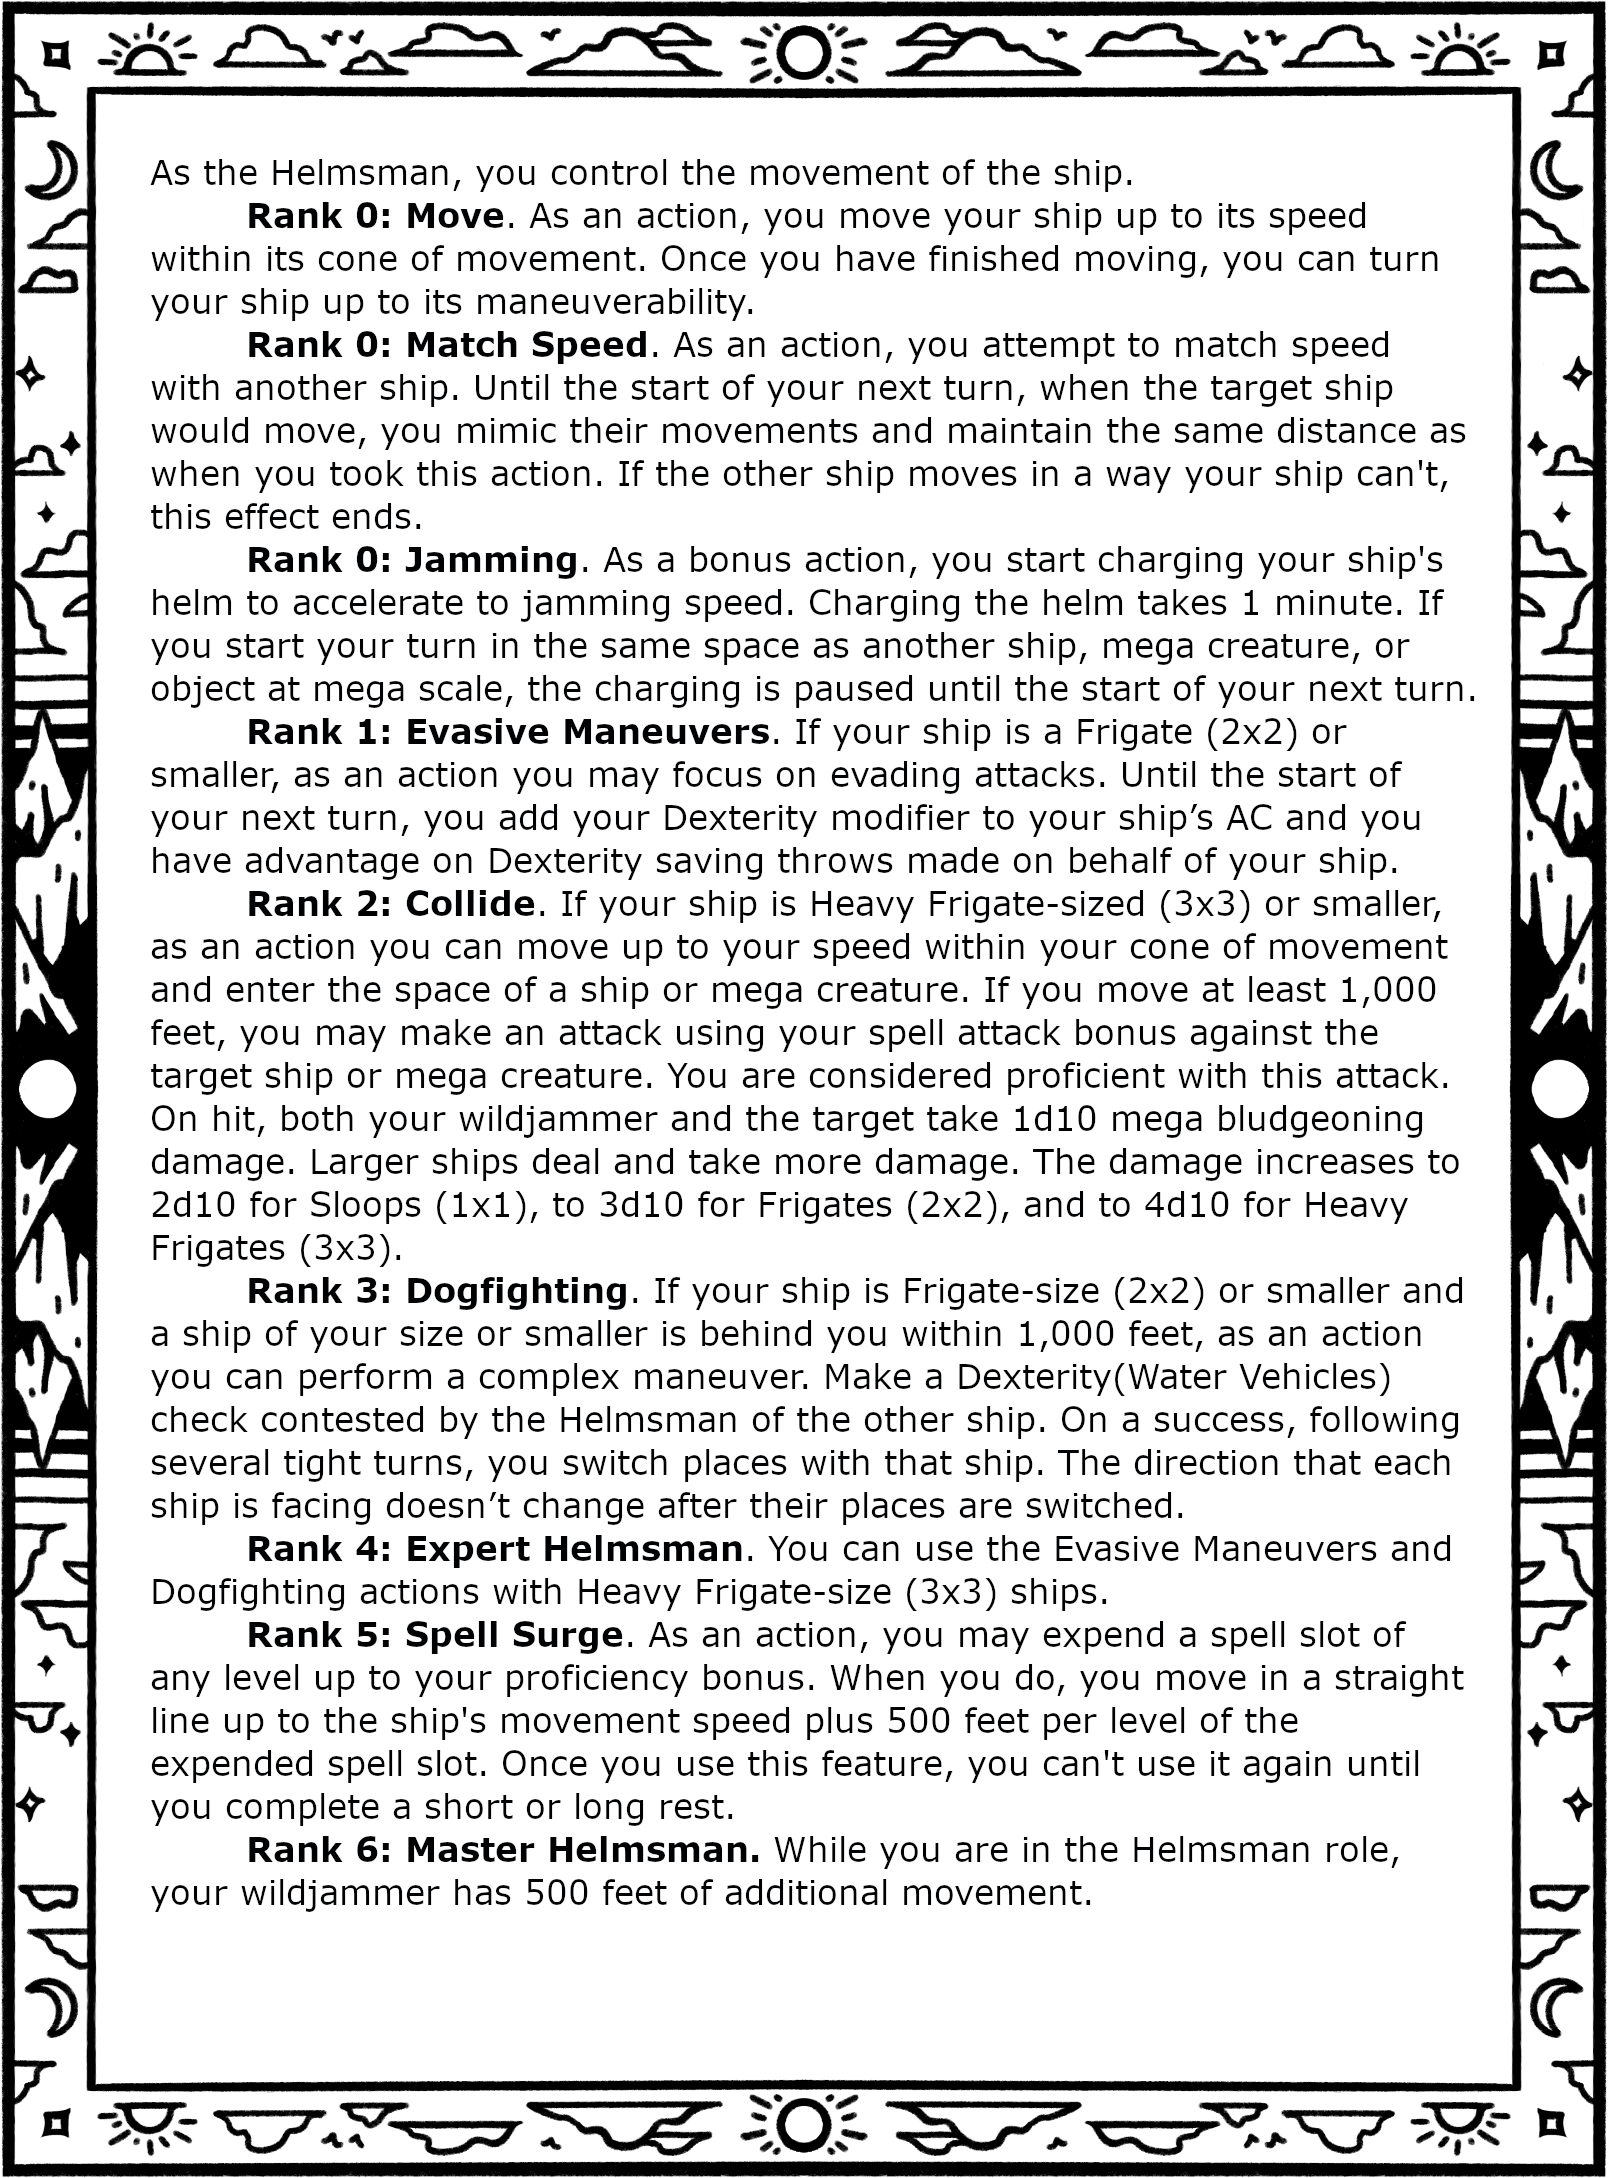 As the Helmsman, you control the movement of the ship.
Rank 0: Move. As an action, you move your ship up to its speed
within its cone of movement. Once you have finished moving, you can turn
your ship up to its maneuverability.
Rank 0: Match Speed. As an action, you attempt to match speed
with another ship. Until the start of your next turn, when the target ship
would move, you mimic their movements and maintain the same distance as
when you took this action. If the other ship moves in a way your ship can't,
this effect ends.
Rank 0: Jamming. As a bonus action, you start charging your ship's
helm to accelerate to jamming speed. Charging the helm takes 1 minute. If
you start your turn in the same space as another ship, mega creature, or
object at mega scale, the charging is paused until the start of your next turn.
Rank 1: Evasive Maneuvers. If your ship is a Frigate (2x2) or
smaller, as an action you may focus on evading attacks. Until the start of
your next turn, you add your Dexterity modifier to your ship’s AC and you
have advantage on Dexterity saving throws made on behalf of your ship.
Rank 2: Collide. If your ship is Heavy Frigate-sized (3x3) or smaller,
as an action you can move up to your speed within your cone of movement
and enter the space of a ship or mega creature. If you move at least 1,000
feet, you may make an attack using your spell attack bonus against the
target ship or mega creature. You are considered proficient with this attack.
On hit, both your wildjammer and the target take 1d10 mega bludgeoning
damage. Larger ships deal and take more damage. The damage increases to
2d10 for Sloops (1x1), to 3d10 for Frigates (2x2), and to 4d10 for Heavy
Frigates (3x3).
Rank 3: Dogfighting. If your ship is Frigate-size (2x2) or smaller and
a ship of your size or smaller is behind you within 1,000 feet, as an action
you can perform a complex maneuver. Make a Dexterity(Water Vehicles)
check contested by the Helmsman of the other ship. On a success, following
several tight turns, you switch places with that ship. The direction that each
ship is facing doesn’t change after their places are switched.
Rank 4: Expert Helmsman. You can use the Evasive Maneuvers and
Dogfighting actions with Heavy Frigate-size (3x3) ships.
Rank 5: Spell Surge. As an action, you may expend a spell slot of
any level up to your proficiency bonus. When you do, you move in a straight
line up to the ship's movement speed plus 500 feet per level of the
expended spell slot. Once you use this feature, you can't use it again until
you complete a short or long rest.
Rank 6: Master Helmsman. While you are in the Helmsman role,
your wildjammer has 500 feet of additional movement.